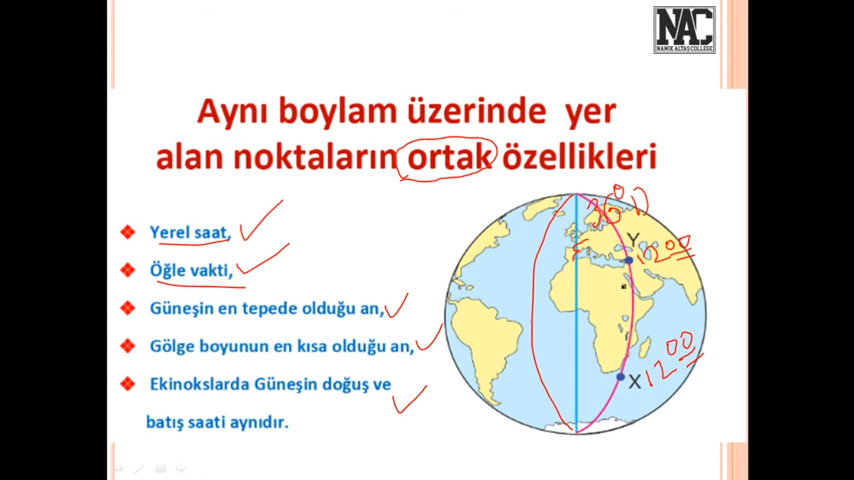 NAC
NAMIK ALTAŞ COLLEGE
Aynı boylam üzerinde yer
alan noktaların ortak özellikleri
Yerel saat,
Öğle vakti,
Güneşin en tepede olduğu an,
Gölge boyunun en kısa olduğu an,
Ekinokslarda Güneşin doğuş ve
batış saati aynıdır.
36° D
Y
12 00
X
12 00